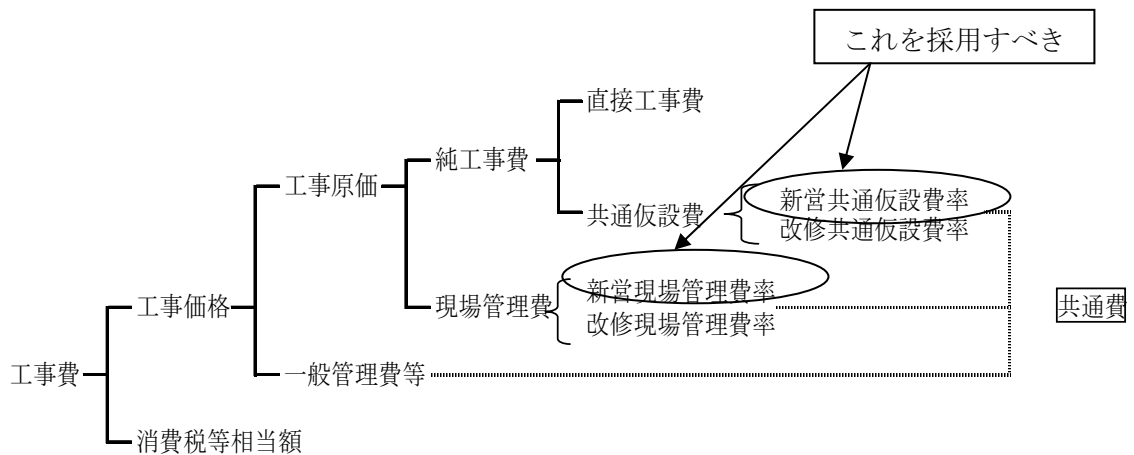 これを採用すべき
直接工事費
純工事費
工事原価
新営共通仮設費率
共通仮設費
改修共通仮設費率
新営現場管理費率
工事価格
現場管理費
共通費
改修現場管理費率
工事費
一般管理費等
消費税等相当額